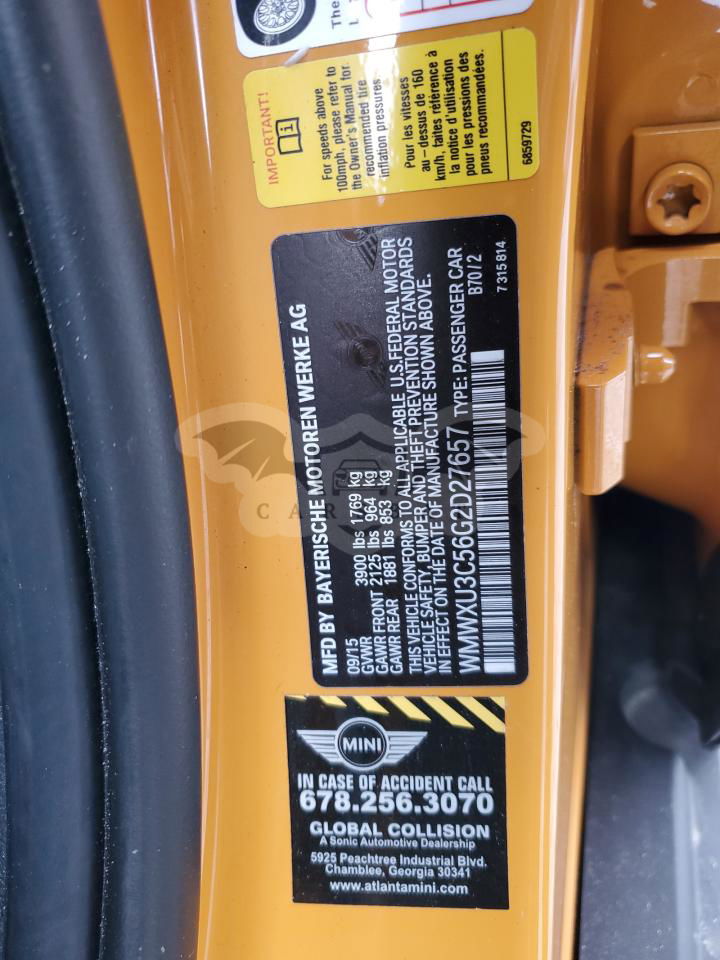 The
IMPORTANT!
For speeds above
100mph, please refer to
the Owner's Manual for
recommended tire
inflation pressures
Pour les vitesses
au - dessus de 160
km/h, faites référence à
la notice d'utilisation
pour les pressions des
pneus recommandées.
6859729
MFD BY BAYERISCHE MOTOREN WERKE AG
09/15
GVWR 3900 lbs 1769 kg
GAWR FRONT 2125 lbs 964 kg
GAWR REAR 1881 lbs 853 kg
THIS VEHICLE CONFORMS TO ALL APPLICABLE U.S.FEDERAL MOTOR
VEHICLE SAFETY, BUMPER AND THEFT PREVENTION STANDARDS
IN EFFECT ON THE DATE OF MANUFACTURE SHOWN ABOVE.
WMWXU3C56G2D27657 TYPE: PASSENGER CAR
B70/2
7 315 814
MINI
IN CASE OF ACCIDENT CALL
678.256.3070
GLOBAL COLLISION
A Sonic Automotive Dealership
5925 Peachtree Industrial Blvd.
Chamblee, Georgia 30341
www.atlantamini.com